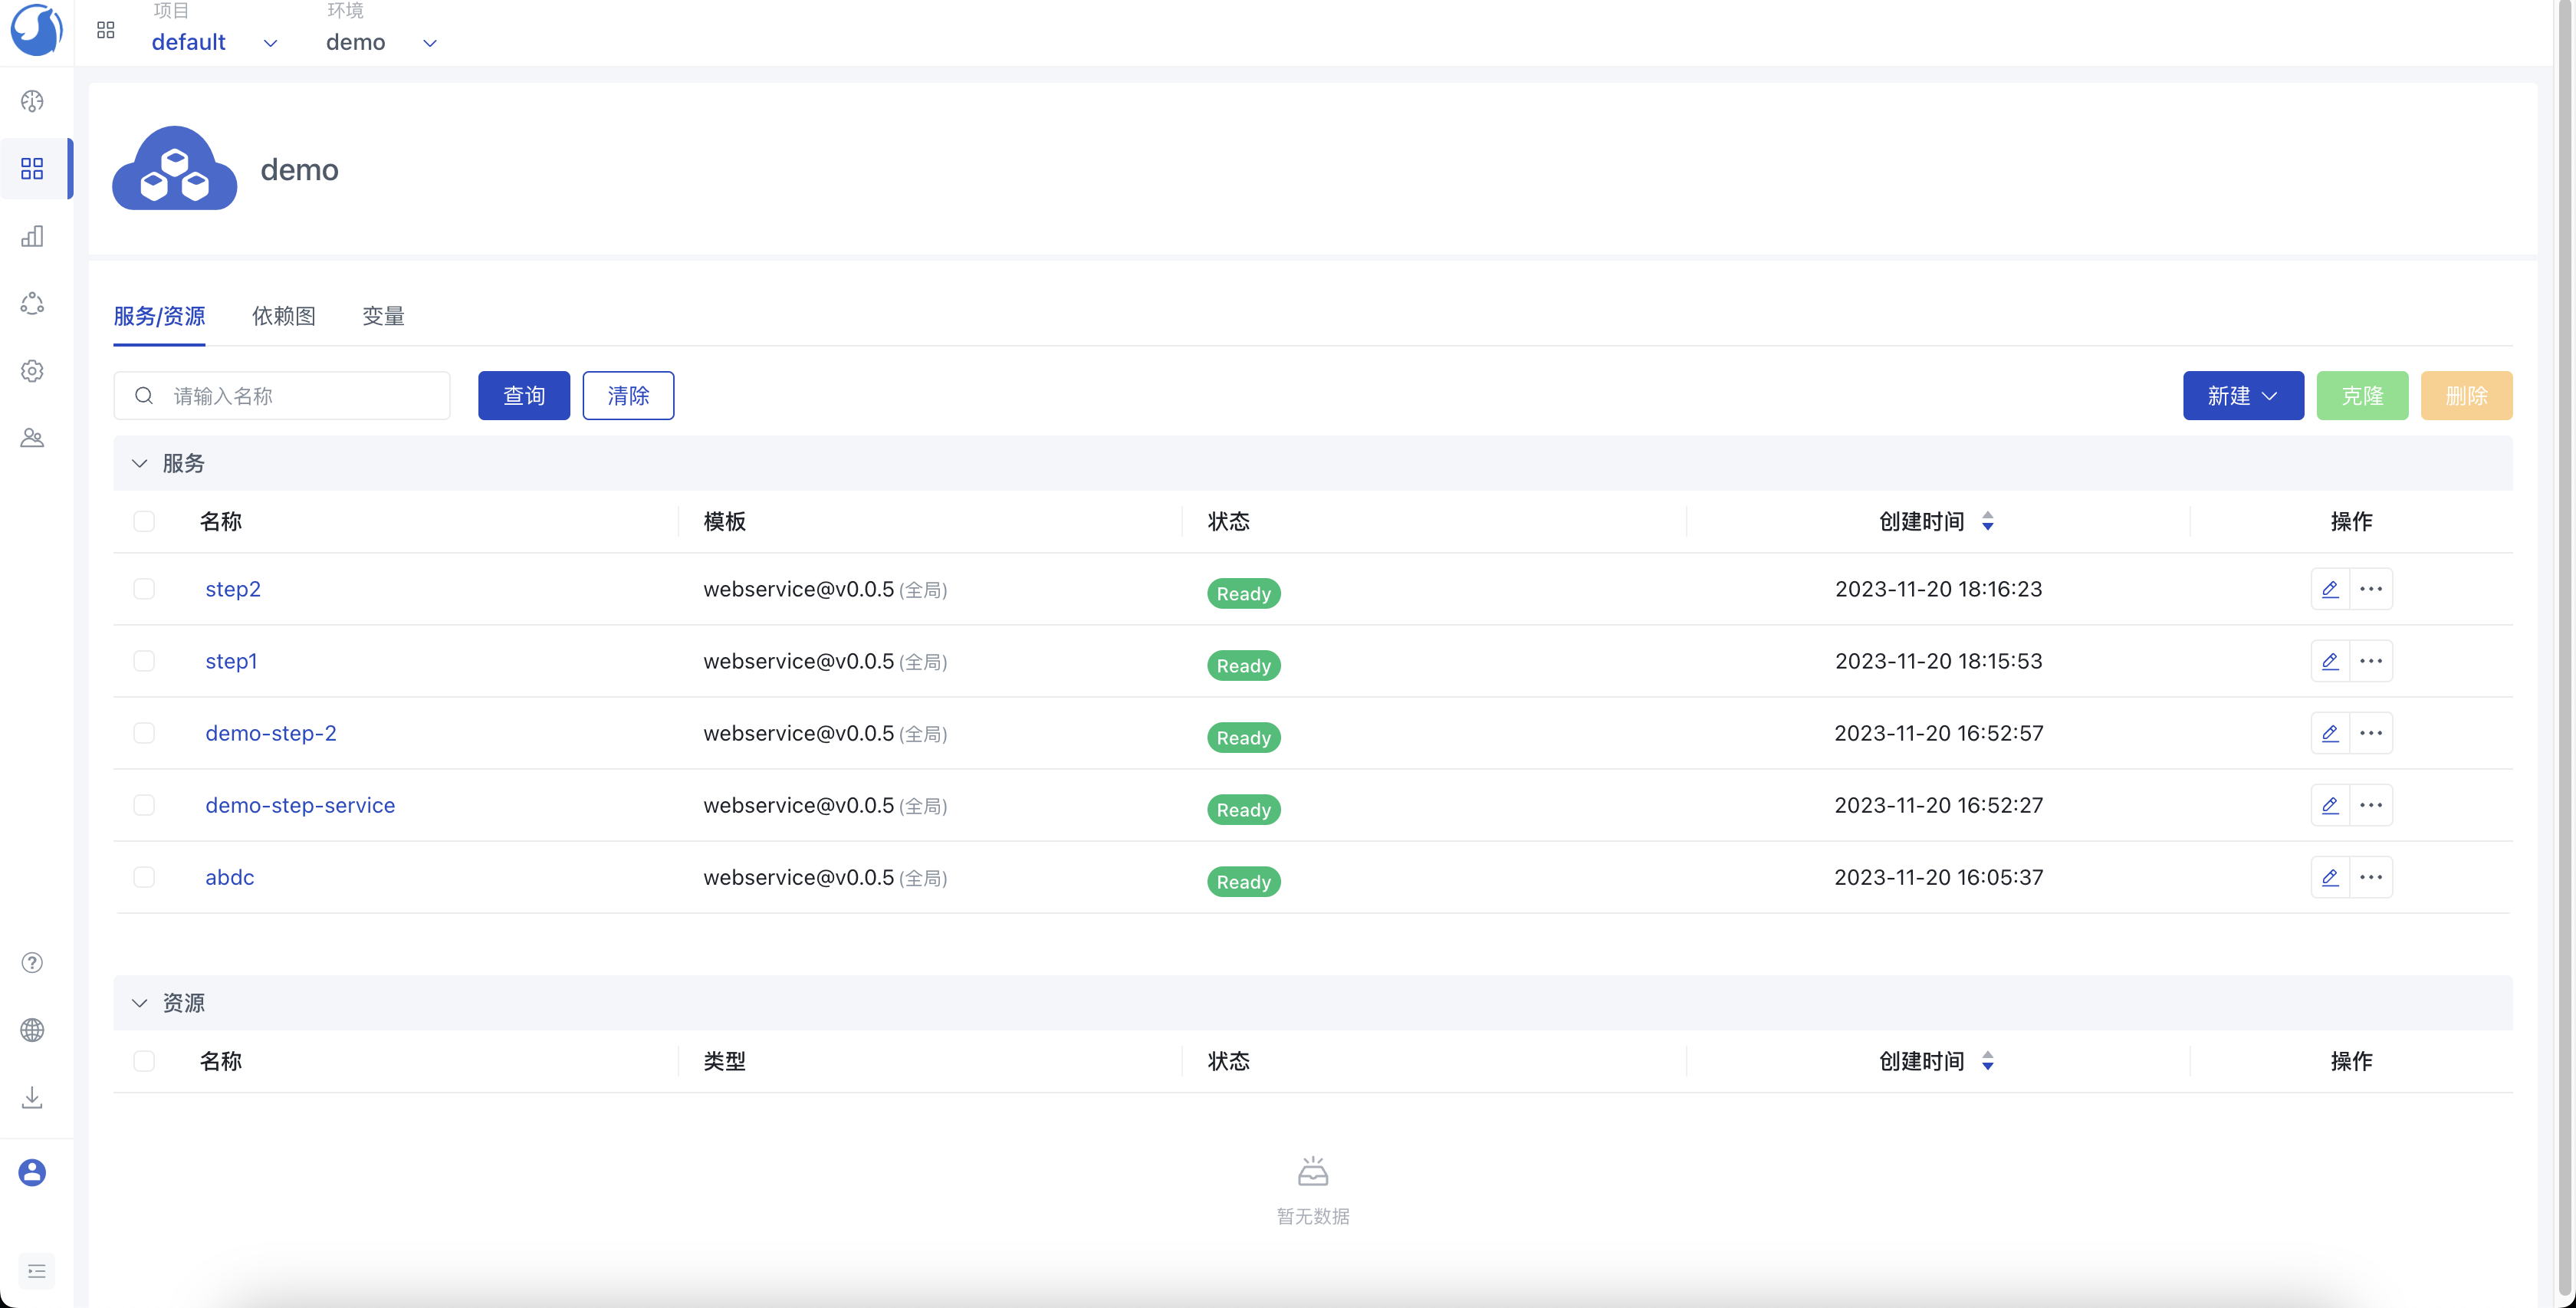 项目 环境
default demo
demo
服务/资源 依赖图 变量
请输入名称 查询 清除 新建 克隆 删除
服务
名称 模板 状态 创建时间 操作
step2 webservice@v0.0.5 (全局) Ready 2023-11-20 18:16:23
step1 webservice@v0.0.5 (全局) Ready 2023-11-20 18:15:53
demo-step-2 webservice@v0.0.5 (全局) Ready 2023-11-20 16:52:57
demo-step-service webservice@v0.0.5 (全局) Ready 2023-11-20 16:52:27
abdc webservice@v0.0.5 (全局) Ready 2023-11-20 16:05:37
资源
名称 类型 状态 创建时间 操作
暂无数据